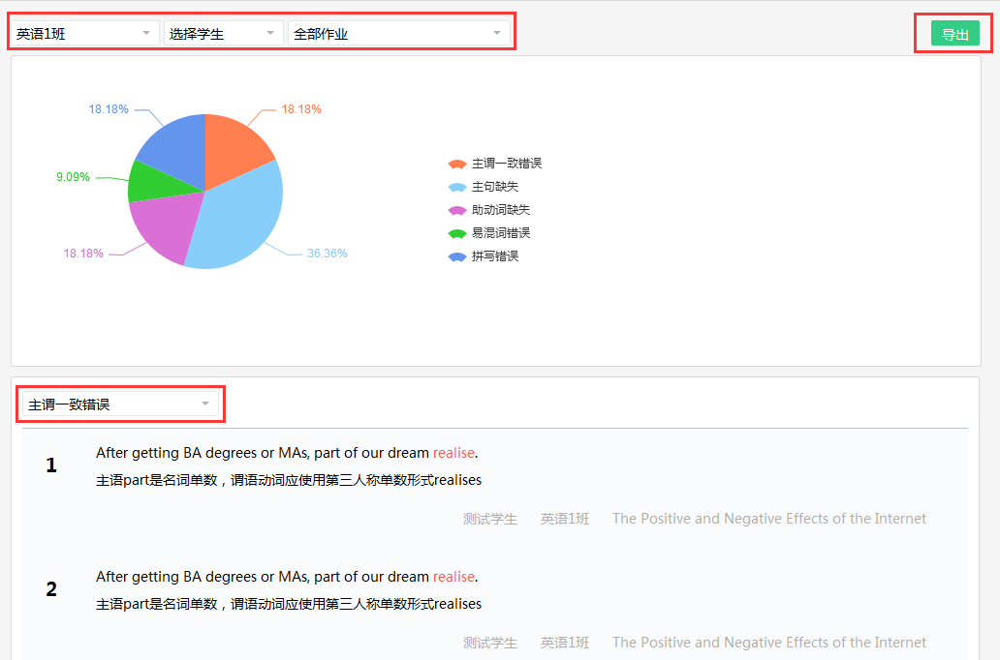 英语1班 选择学生 全部作业 导出
18.18% 18.18%
9.09%
18.18% 36.36%
主谓一致错误
主句缺失
助动词缺失
易混词错误
拼写错误
主谓一致错误
1 After getting BA degrees or MAs, part of our dream realise.
主语part是名词单数，谓语动词应使用第三人称单数形式realises
测试学生 英语1班 The Positive and Negative Effects of the Internet
2 After getting BA degrees or MAs, part of our dream realise.
主语part是名词单数，谓语动词应使用第三人称单数形式realises
测试学生 英语1班 The Positive and Negative Effects of the Internet